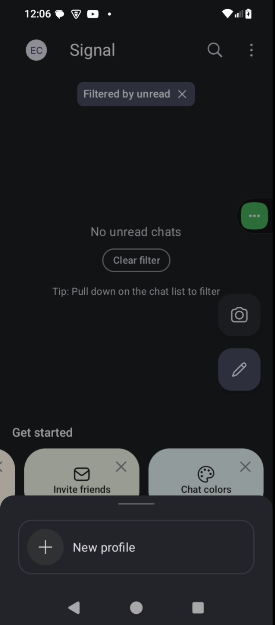 12:06
EC
Signal
Filtered by unread
No unread chats
Clear filter
Tip: Pull down on the chat list to filter
Get started
Invite friends
Chat colors
New profile